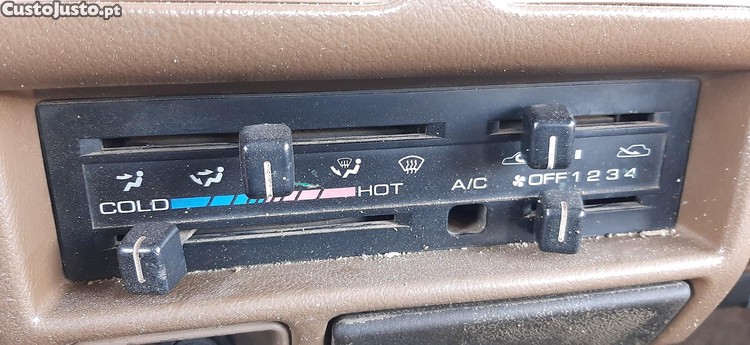 CustoJusto.pt
COLD HOT A/C OFF 1 2 3 4